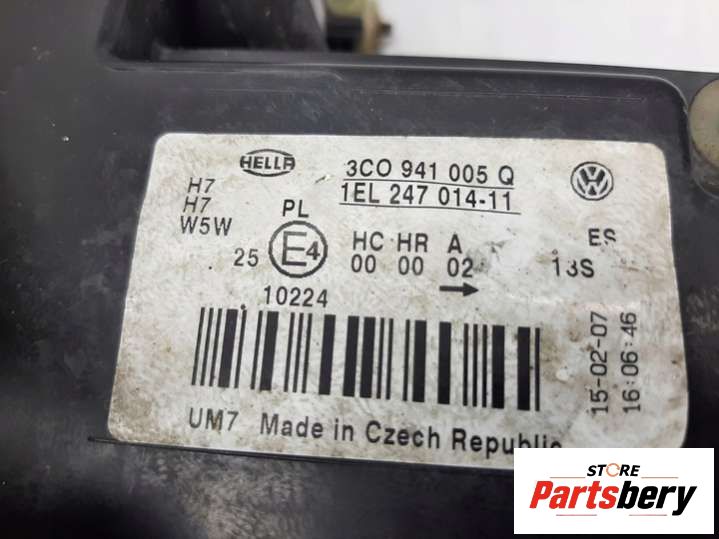 HELLA
3CO 941 005 Q
1EL 247 014-11
H7
H7
W5W
PL
25 E4
10224
HC HR A
00 00 02
ES
13S
15-02-07
16:06:46
UM7 Made in Czech Republic
STORE
Partsbery